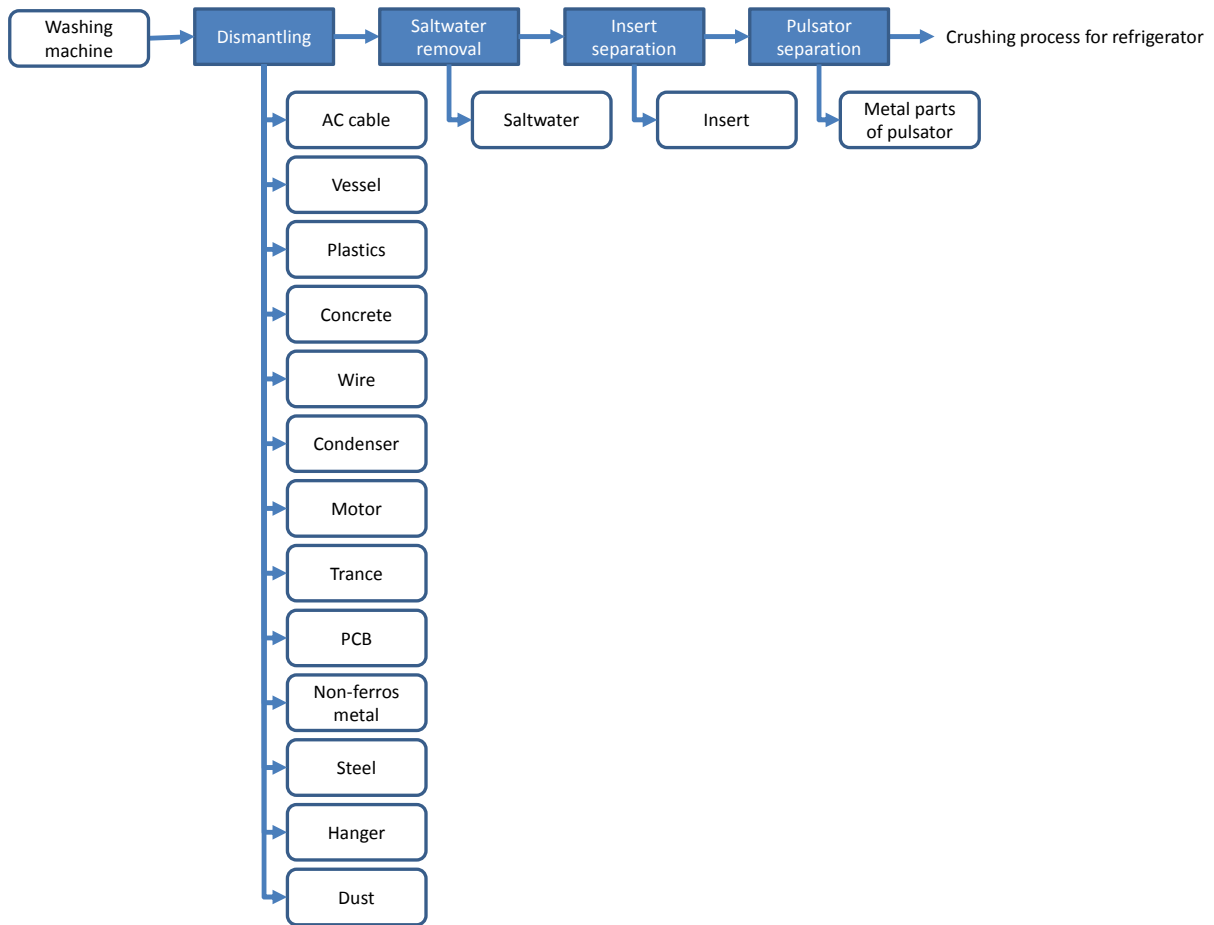 Washing
machine
Dismantling
Saltwater
removal
Insert
separation
Pulsator
separation
Crushing process for refrigerator
AC cable
Saltwater
Insert
Metal parts
of pulsator
Vessel
Plastics
Concrete
Wire
Condenser
Motor
Trance
PCB
Non-ferros
metal
Steel
Hanger
Dust